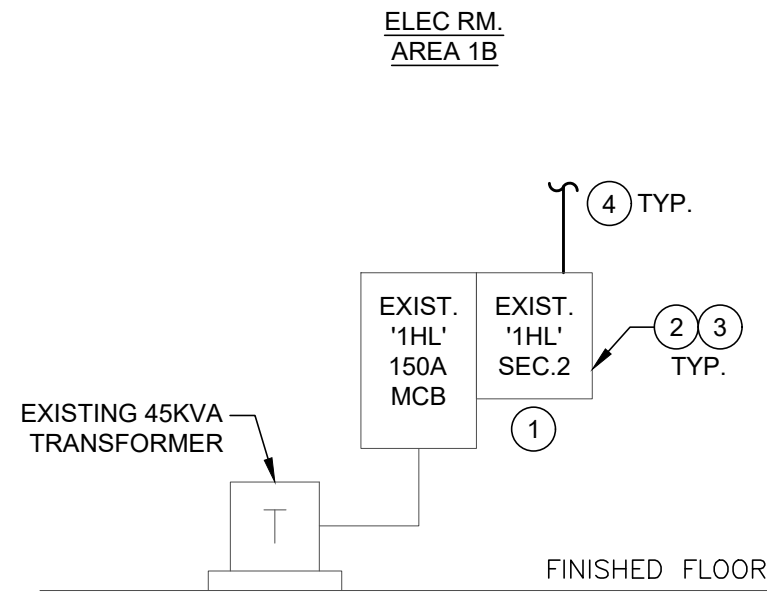 ELEC RM.
AREA 1B
4 TYP.
EXIST.
'1HL'
150A
MCB
EXIST.
'1HL'
SEC.2
2 3
TYP.
1
EXISTING 45KVA
TRANSFORMER
T
FINISHED FLOOR